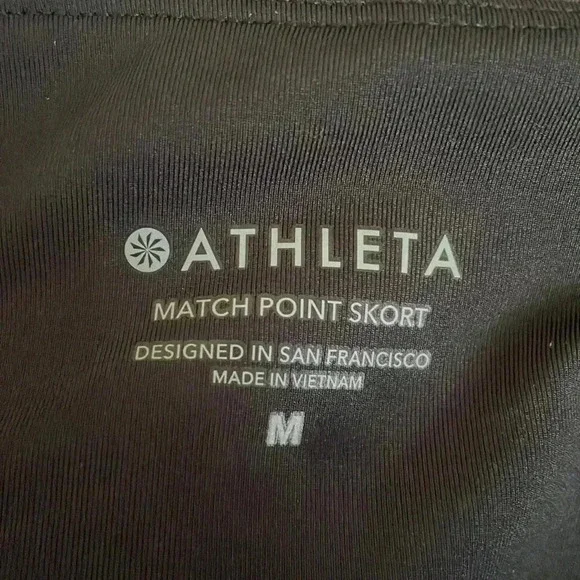 ATHLETA
MATCH POINT SKORT
DESIGNED IN SAN FRANCISCO
MADE IN VIETNAM
M